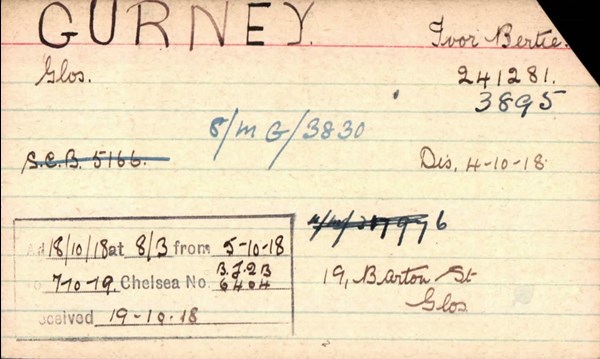 GURNEY. Ivor Bertie.
Glos. 241281.
3895
8/MG/3830
S.C.B. 5166. Dis. 4-10-18.
18/10/18 at 8/3 from 5-10-18
19, Barton St
7-10-19. Chelsea No. B.J.23 6404
Glos
eceived 19-10-18